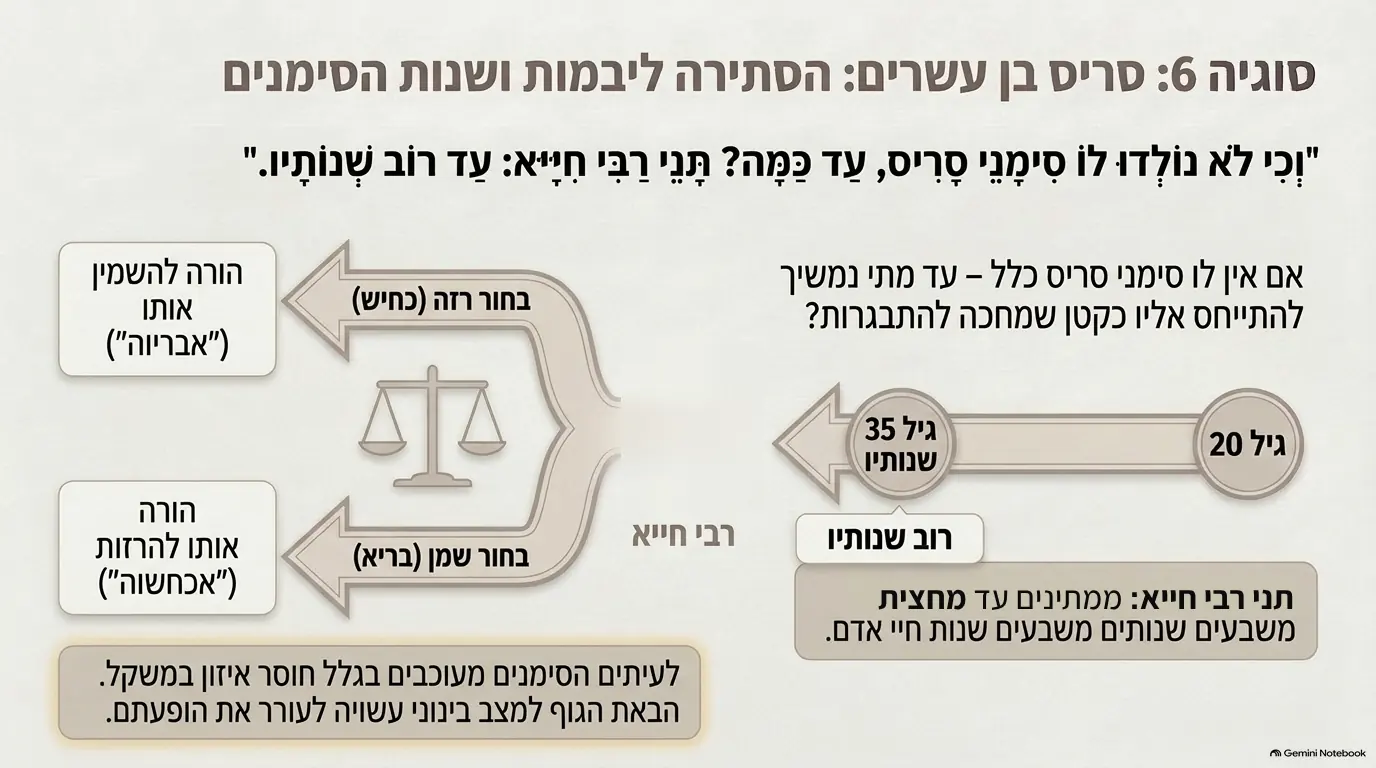 סוגיה 6: סריס בן עשרים: הסתירה ליבמות ושנות הסימנים
"וְכִי לֹא נוֹלְדוּ לוֹ סִימָנֵי סָרִיס, עַד כַּמָּה? תָּנֵי רַבִּי חִיָּיא: עַד רוֹב שְׁנוֹתָיו."
אם אין לו סימני סריס כלל – עד מתי נמשיך
להתייחס אליו כקטן שמחכה להתבגרות?
גיל 20
גיל 35
שנותיו
רוב שנותיו
תני רבי חייא: ממתינים עד מחצית
משבעים שנותים משבעים שנות חיי אדם.
רבי חייא
בחור רזה (כחיש)
הורה להשמין
אותו
("אבריוה")
בחור שמן (בריא)
הורה
אותו להרזות
("אכחשוה")
לעיתים הסימנים מעוכבים בגלל חוסר איזון במשקל.
הבאת הגוף למצב בינוני עשויה לעורר את הופעתם.
Gemini Notebook